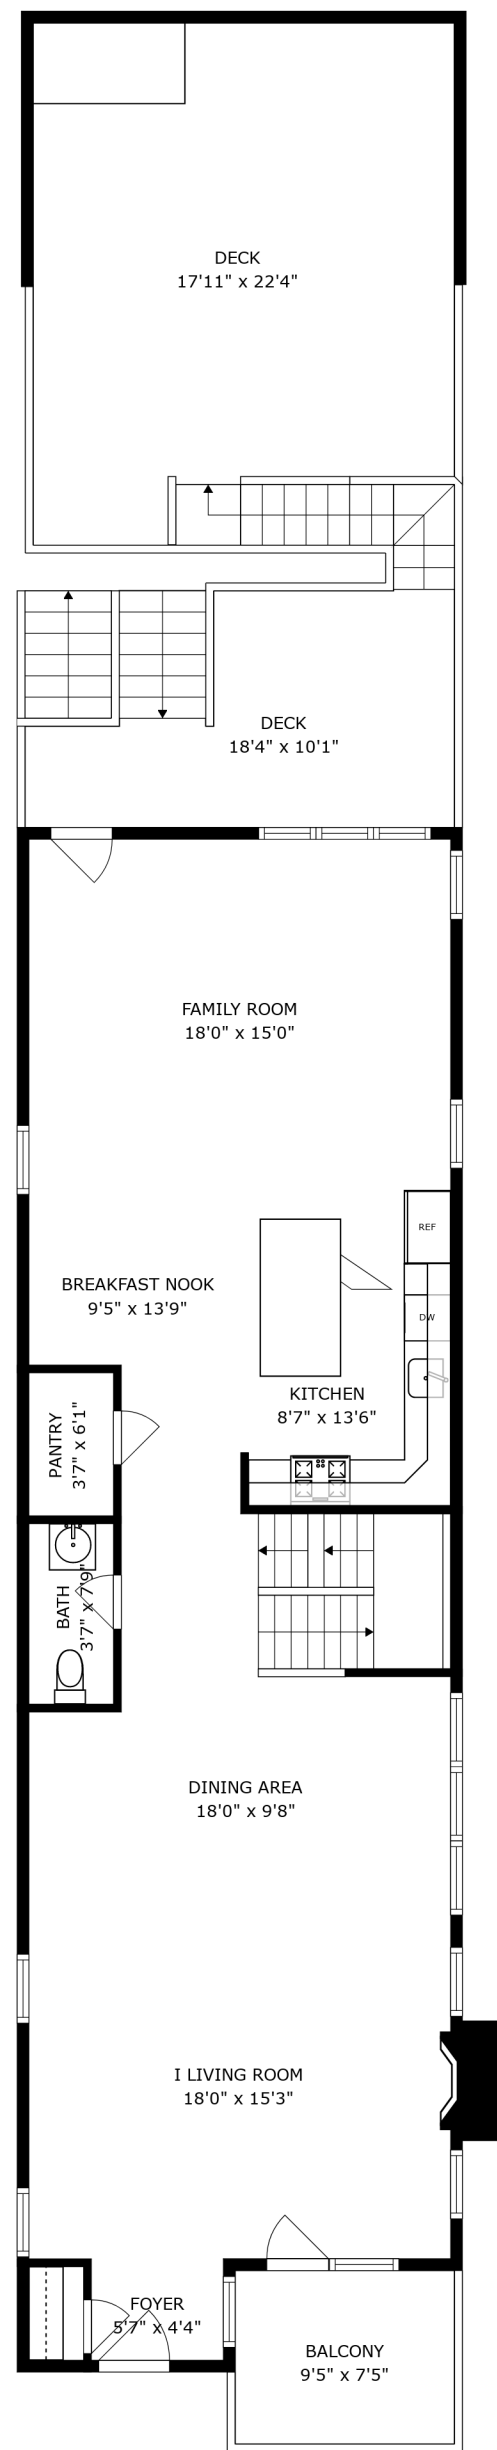 DECK
17'11" x 22'4"
DECK
18'4" x 10'1"
FAMILY ROOM
18'0" x 15'0"
REF
BREAKFAST NOOK
9'5" x 13'9"
DW
KITCHEN
8'7" x 13'6"
PANTRY
3'7" x 6'1"
BATH
3'7" x 7'9"
DINING AREA
18'0" x 9'8"
I LIVING ROOM
18'0" x 15'3"
FOYER
5'7" x 4'4"
BALCONY
9'5" x 7'5"